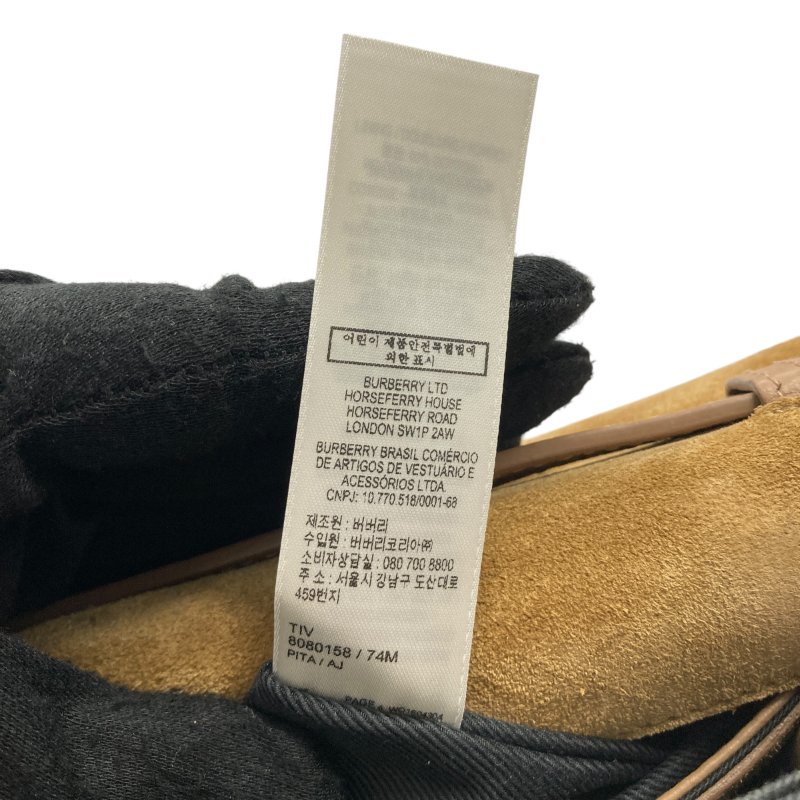 어린이 제품안전특별법에
의한 표시
BURBERRY LTD
HORSEFERRY HOUSE
HORSEFERRY ROAD
LONDON SW1P 2AW
BURBERRY BRASIL COMÉRCIO
DE ARTIGOS DE VESTUÁRIO E
ACESSÓRIOS LTDA.
CNPJ: 10.770.518/0001-68
제조원 : 버버리
수입원 : 버버리코리아㈜
소비자상담실 : 080 700 8800
주 소 : 서울시 강남구 도산대로
459번지
TIV
8080158 / 74M
PITA / AJ
PAGE